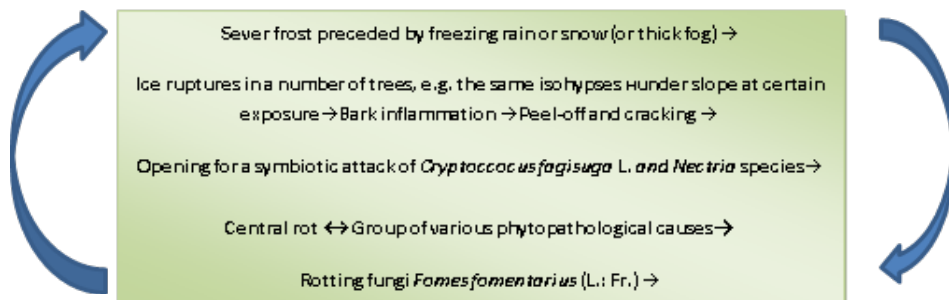 Sever frost preceded by freezing rain or snow (or thick fog) →
Ice ruptures in a number of trees, e.g. the same isohypses нunder slope at certain
exposure →Bark inflammation →Peel-off and cracking →
Opening for a symbiotic attack of Cryptoccocus fagisuga L. and Nectria species→
Central rot ↔Group of various phytopathological causes→
Rotting fungi Fomes fomentarius (L.: Fr.) →